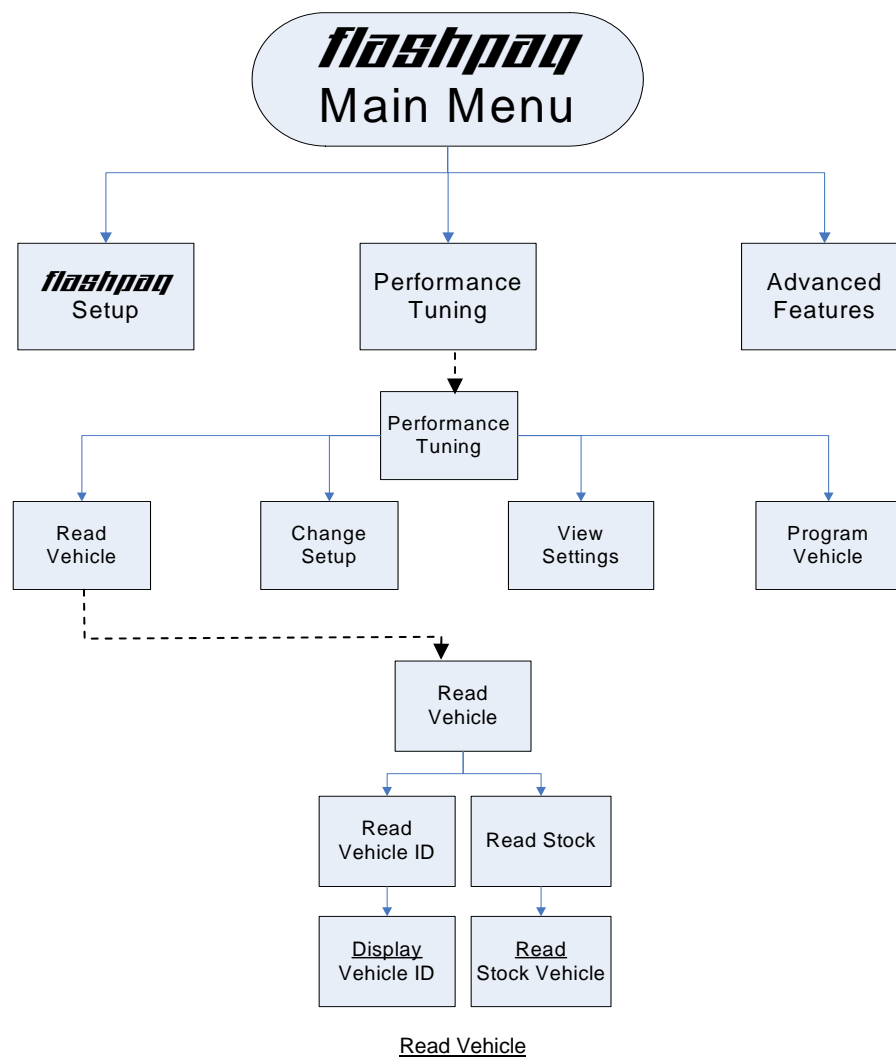 flashpaq
Main Menu
flashpaq
Setup
Performance
Tuning
Advanced
Features
Performance
Tuning
Read
Vehicle
Change
Setup
View
Settings
Program
Vehicle
Read
Vehicle
Read
Vehicle ID
Read Stock
Display
Vehicle ID
Read
Stock Vehicle
Read Vehicle